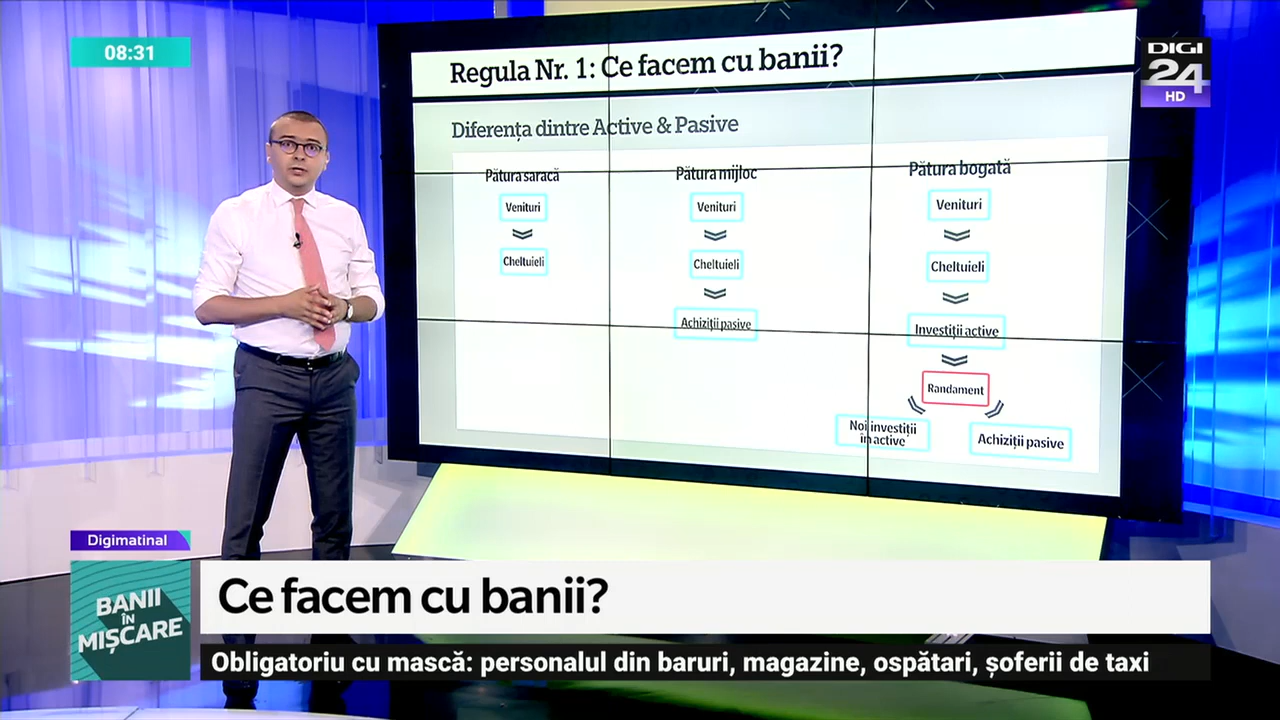 08:31
DIGI
24
HD
Regula Nr. 1: Ce facem cu banii?
Diferența dintre Active & Pasive
Pătura saracă
Venituri
Cheltuieli
Pătura mijloc
Venituri
Cheltuieli
Achiziții pasive
Pătura bogată
Venituri
Cheltuieli
Investiții active
Randament
Noi investiții
în active
Achiziții pasive
Digimatinal
BANII
ÎN
MIȘCARE
Ce facem cu banii?
Obligatoriu cu mască: personalul din baruri, magazine, ospătari, șoferii de taxi